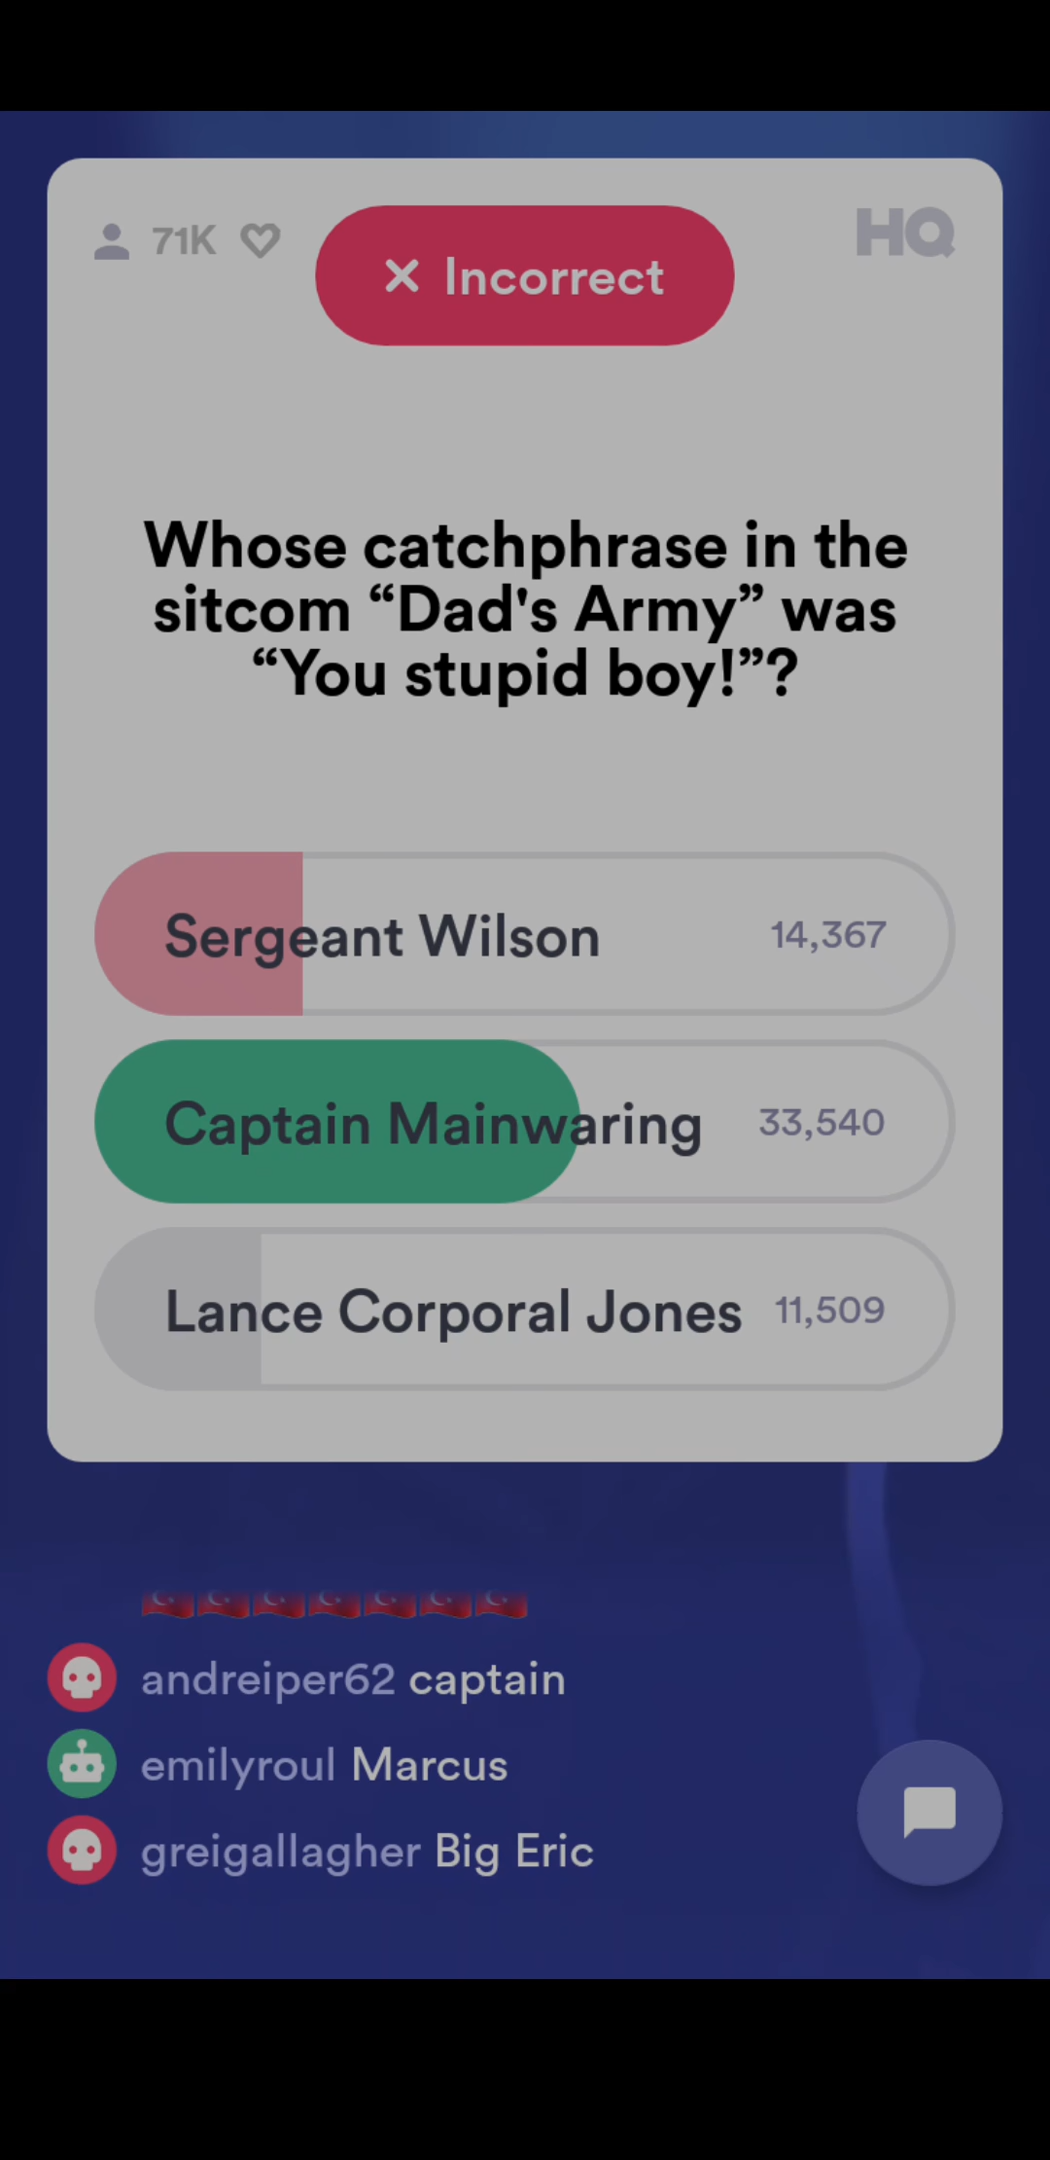 71K
Incorrect
HQ
Whose catchphrase in the
sitcom “Dad's Army” was
“You stupid boy!”?
Sergeant Wilson 14,367
Captain Mainwaring 33,540
Lance Corporal Jones 11,509
andreiper62 captain
emilyroul Marcus
greigallagher Big Eric